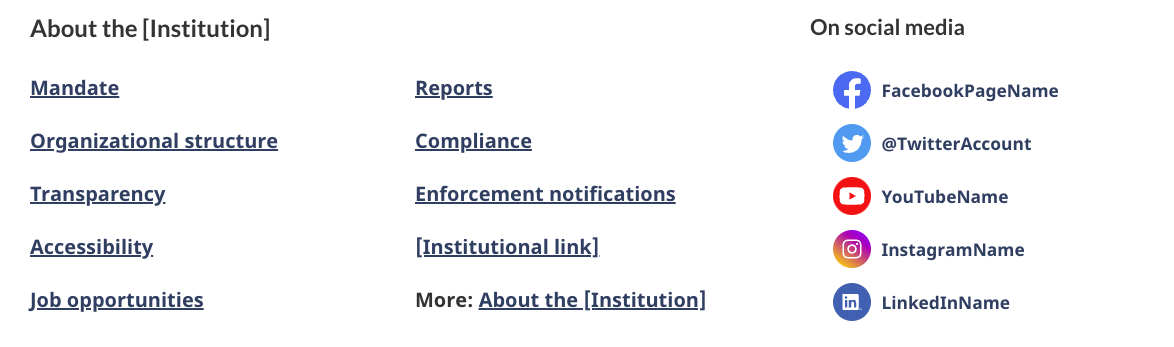 About the [Institution]
Mandate
Organizational structure
Transparency
Accessibility
Job opportunities
Reports
Compliance
Enforcement notifications
[Institutional link]
More: About the [Institution]
On social media
FacebookPageName
@TwitterAccount
YouTubeName
InstagramName
LinkedInName